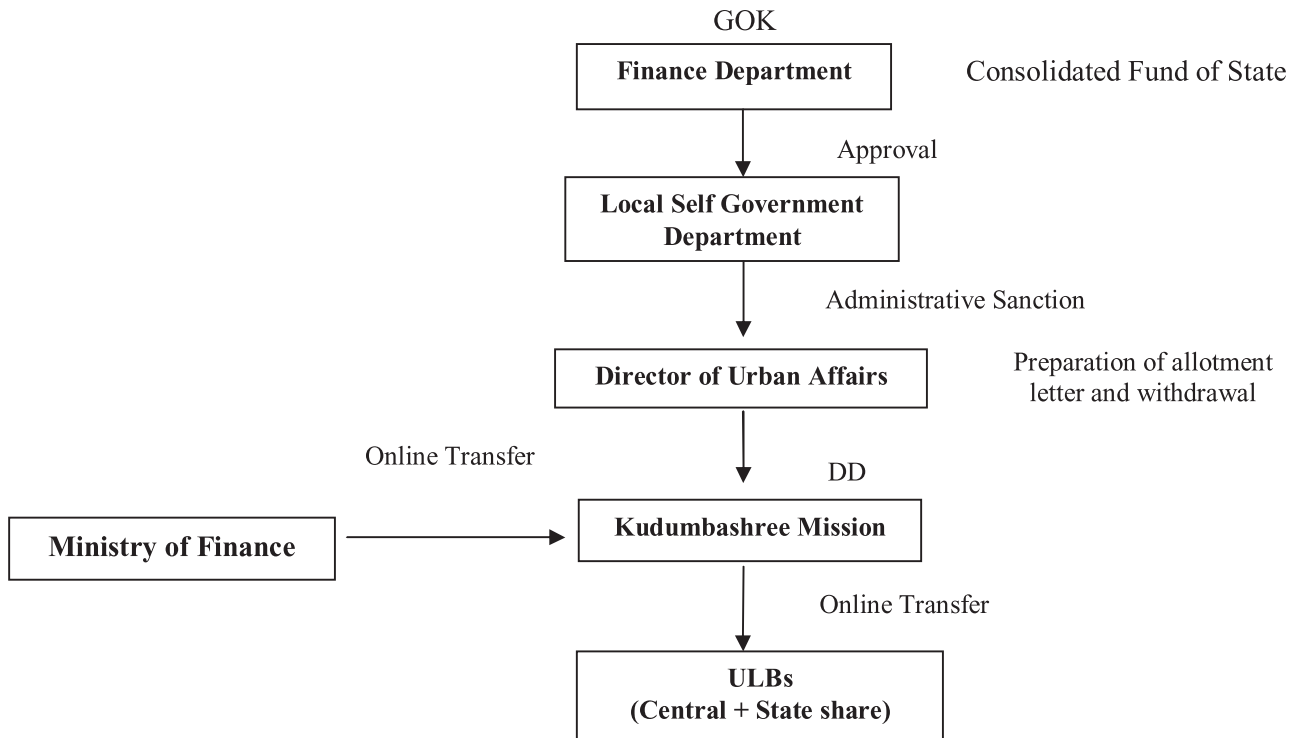 GOK
Finance Department
Consolidated Fund of State
Approval
Local Self Government
Department
Administrative Sanction
Director of Urban Affairs
Preparation of allotment
letter and withdrawal
Online Transfer
DD
Ministry of Finance
Kudumbashree Mission
Online Transfer
ULBs
(Central + State share)